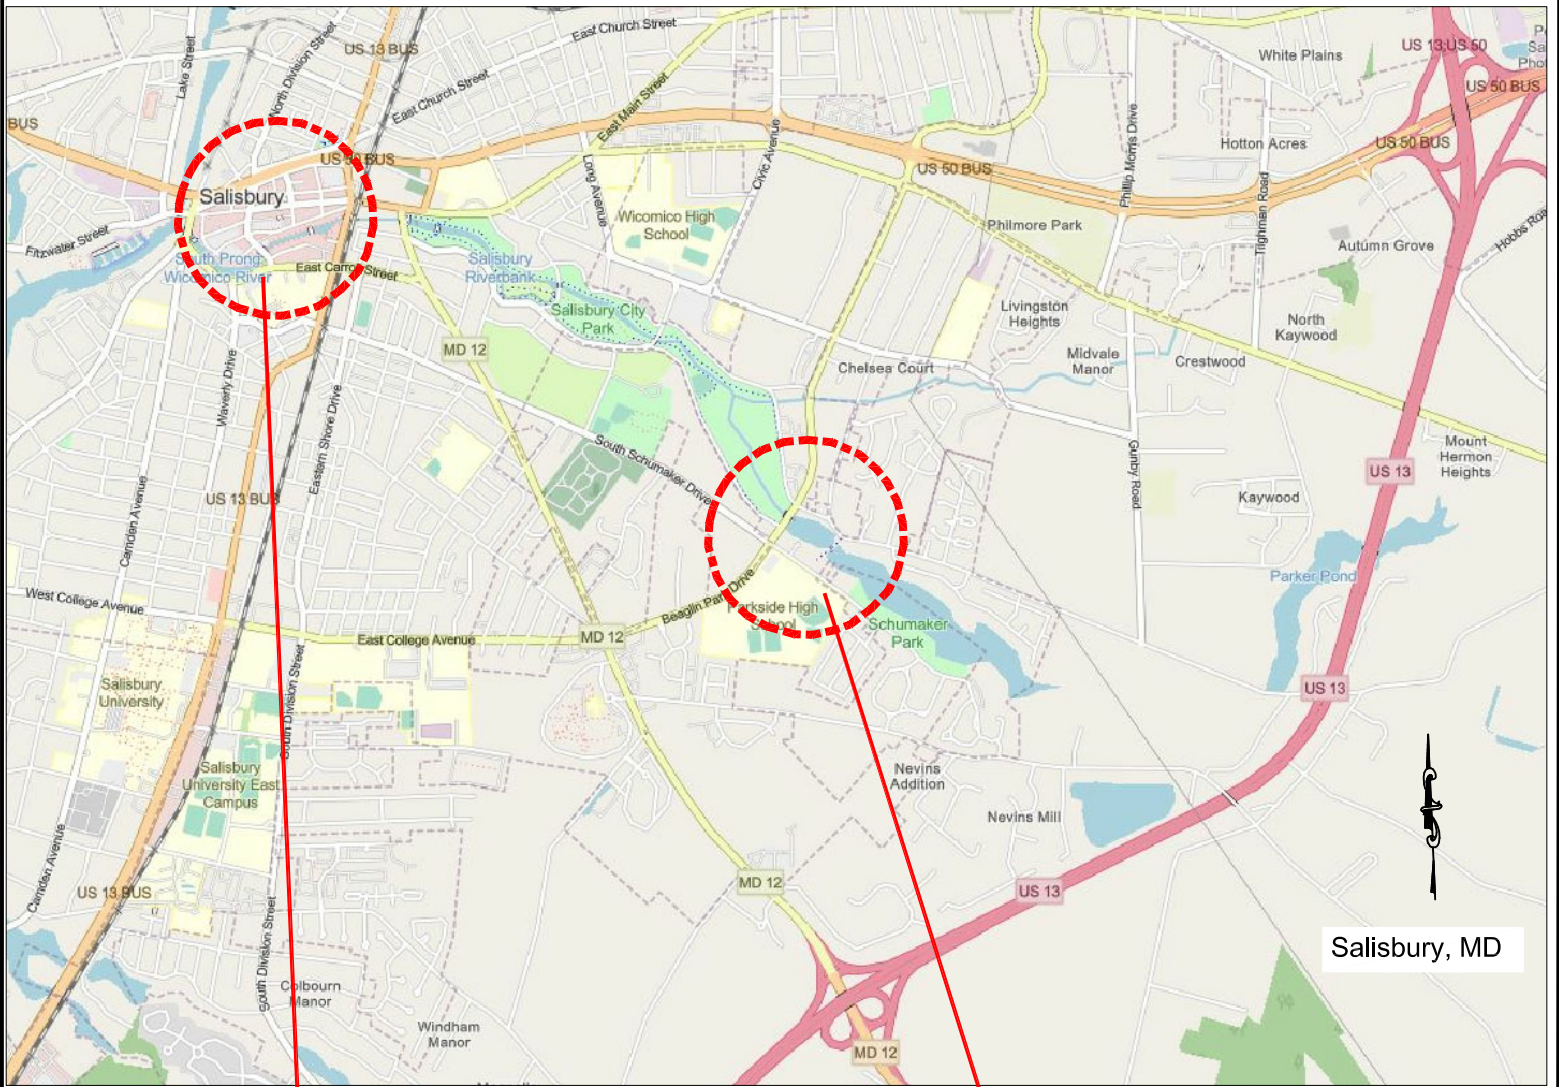 East Church Street
US 13 BUS
US 13;US 50
White Plains
US 50 BUS
Lake Street
North Division Street
East Church Street
East Main Street
BUS
US 50 BUS
Long Avenue
Civic Avenue
US 50 BUS
Phillip Morris Drive
Hotton Acres
US 50 BUS
Salisbury
Wicomico High
School
Philmore Park
Tilghman Road
Autumn Grove
Hobbs Roa
Fitzwater Street
South Prong
Wicomico River
East Carroll Street
Salisbury
Riverbank
Salisbury City
Park
Livingston
Heights
North
Kaywood
MD 12
Chelsea Court
Midvale
Manor
Crestwood
Waverly Drive
Eastern Shore Drive
South Schumaker Drive
Gunby Road
Mount
Hermon
Heights
US 13
US 13 BUS
Kaywood
Camden Avenue
Parker Pond
West College Avenue
Beaglin Park Drive
Parkside High
School
Schumaker
Park
East College Avenue
MD 12
Salisbury
University
South Division Street
US 13
Salisbury
University East
Campus
Nevins
Addition
Nevins Mill
Camden Avenue
US 13 BUS
MD 12
US 13
South Division Street
Salisbury, MD
Colbourn
Manor
Windham
Manor
MD 12